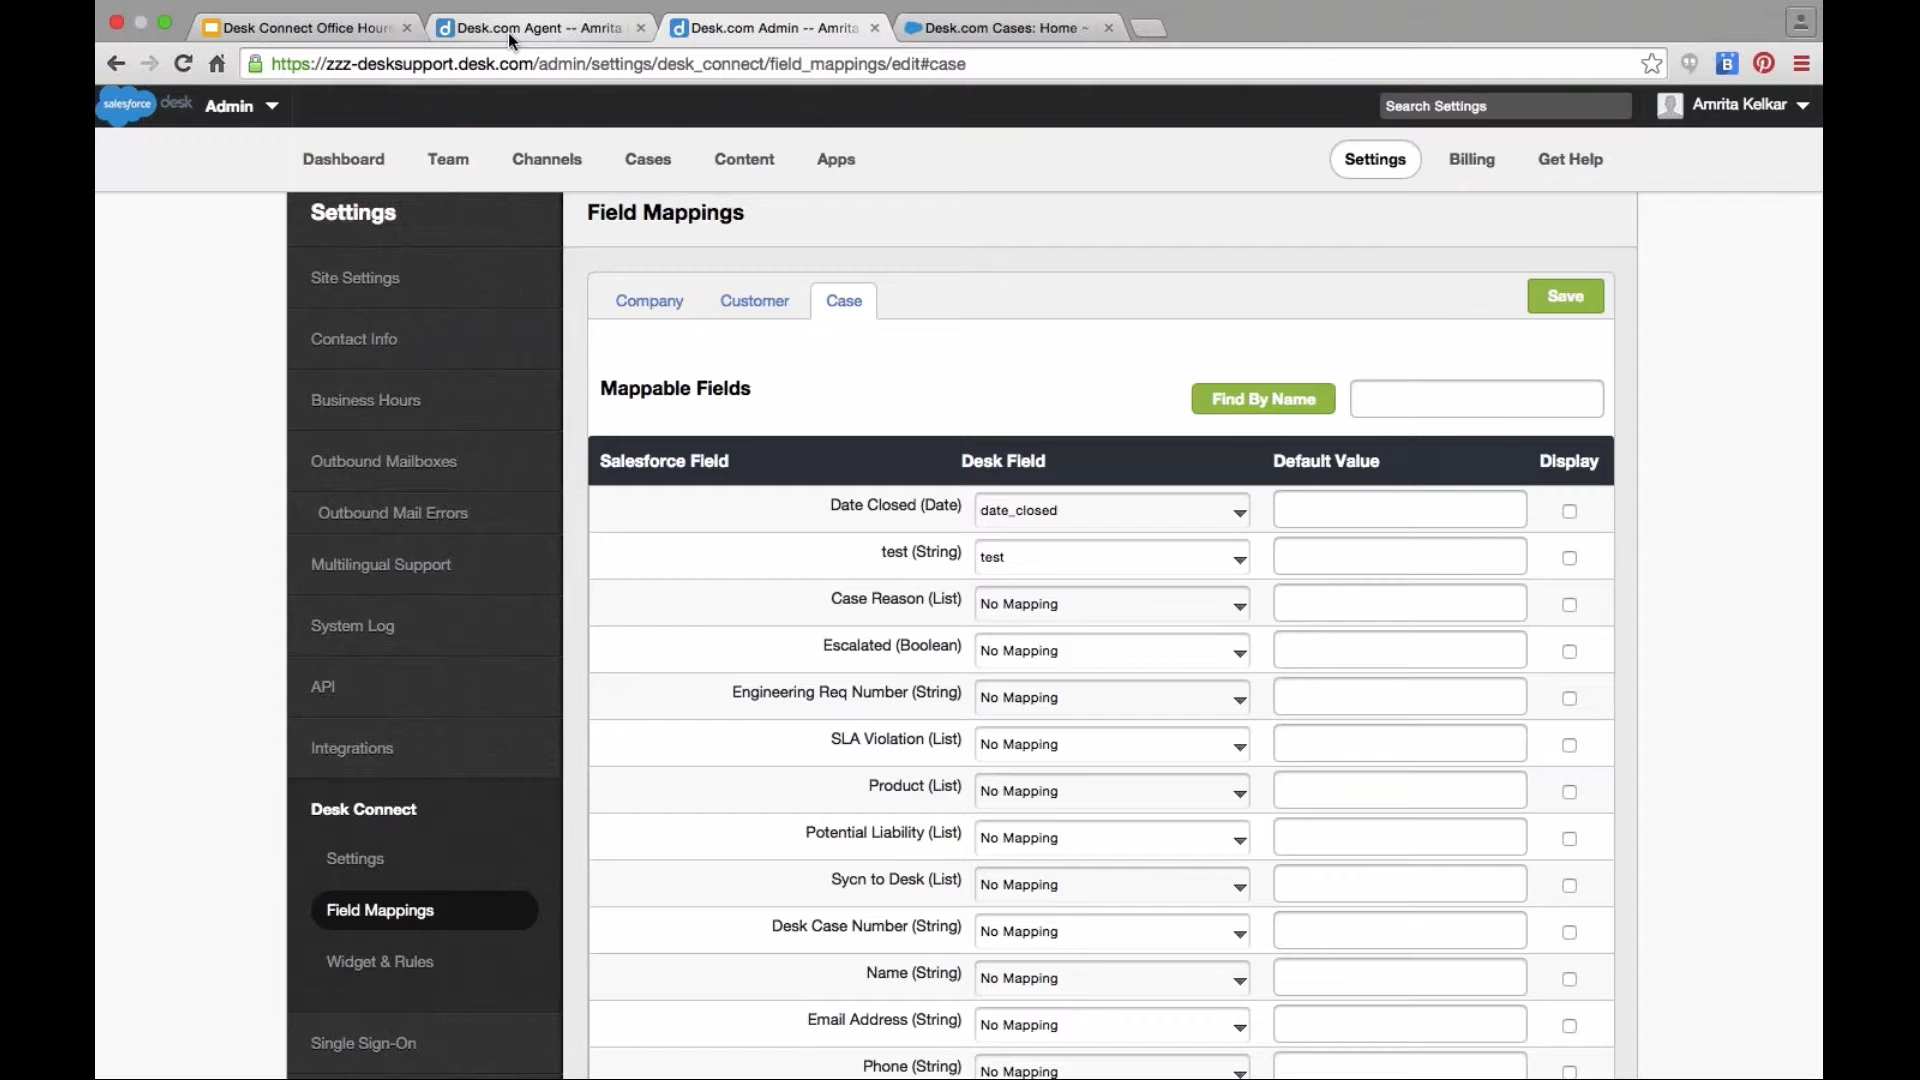 Desk Connect Office Hours
Desk.com Agent -- Amrita
Desk.com Admin -- Amrita
Desk.com Cases: Home ~
https://zzz-desksupport.desk.com/admin/settings/desk_connect/field_mappings/edit#case
B
salesforce desk Admin
Search Settings
Amrita Kelkar
Dashboard Team Channels Cases Content Apps Settings Billing Get Help
Settings
Field Mappings
Site Settings
Contact Info
Business Hours
Outbound Mailboxes
Outbound Mail Errors
Multilingual Support
System Log
API
Integrations
Desk Connect
Settings
Field Mappings
Widget & Rules
Single Sign-On
Company Customer Case Save
Mappable Fields Find By Name
Salesforce Field Desk Field Default Value Display
Date Closed (Date) date_closed
test (String) test
Case Reason (List) No Mapping
Escalated (Boolean) No Mapping
Engineering Req Number (String) No Mapping
SLA Violation (List) No Mapping
Product (List) No Mapping
Potential Liability (List) No Mapping
Sycn to Desk (List) No Mapping
Desk Case Number (String) No Mapping
Name (String) No Mapping
Email Address (String) No Mapping
Phone (String) No Mapping